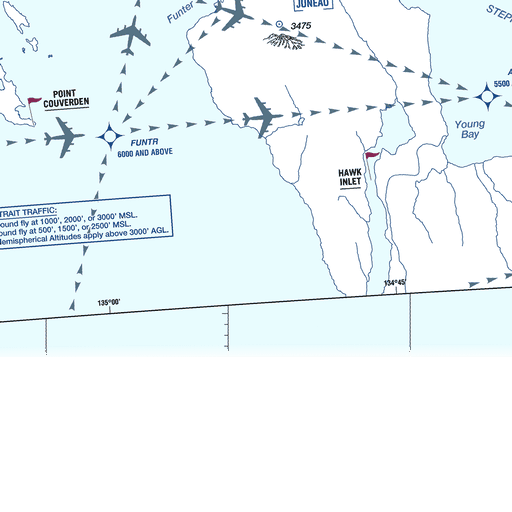 JUNEAU
STEP
Funter
3475
5500
POINT
COUVERDEN
Young
Bay
FUNTR
6000 AND ABOVE
HAWK
INLET
TRAIT TRAFFIC:
ound fly at 1000', 2000', or 3000' MSL.
ound fly at 500', 1500', or 2500' MSL.
Hemispherical Altitudes apply above 3000' AGL.
134°45'
135°00'